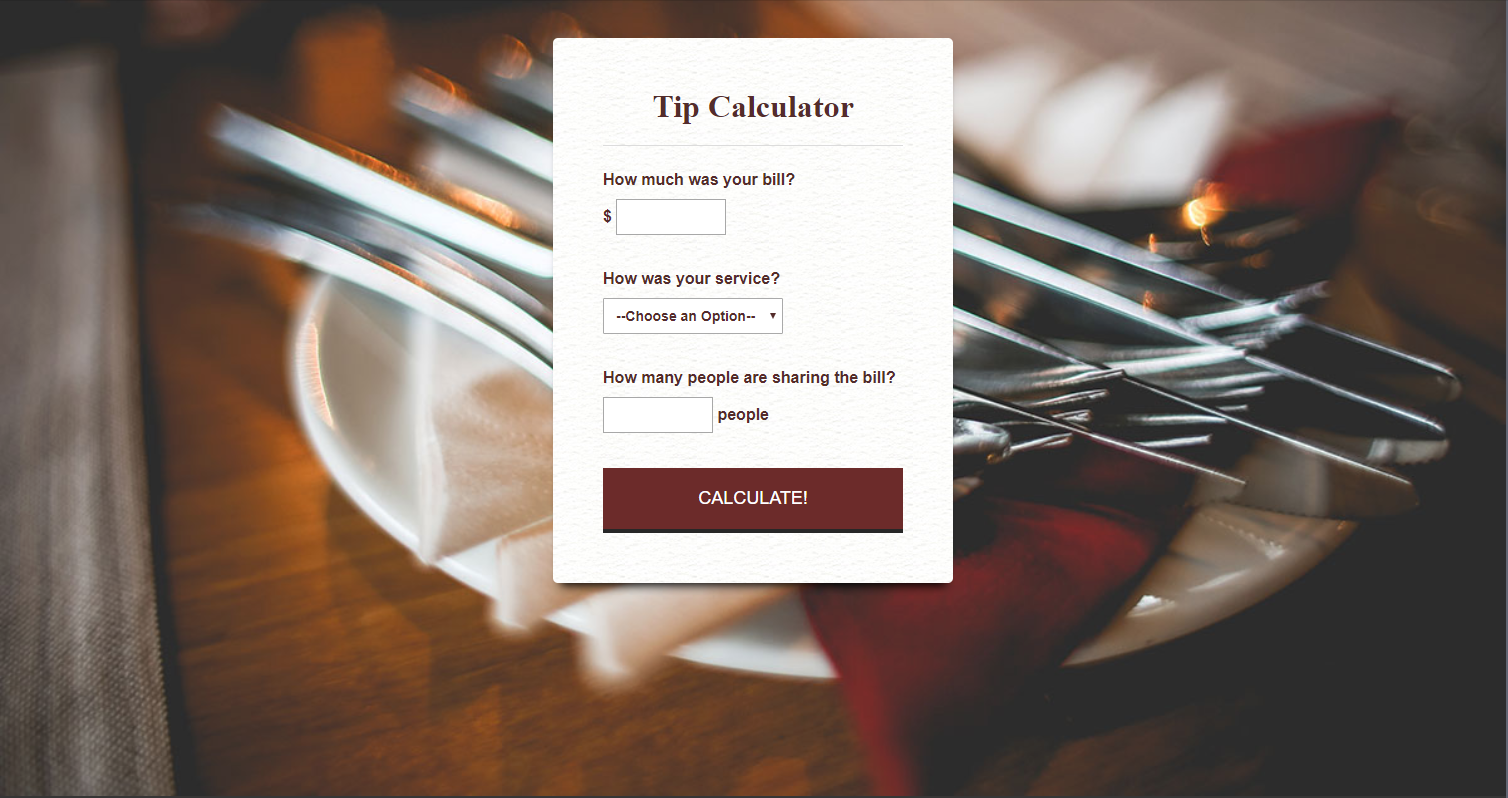 Tip Calculator
How much was your bill?
$
How was your service?
--Choose an Option--
How many people are sharing the bill?
people
CALCULATE!